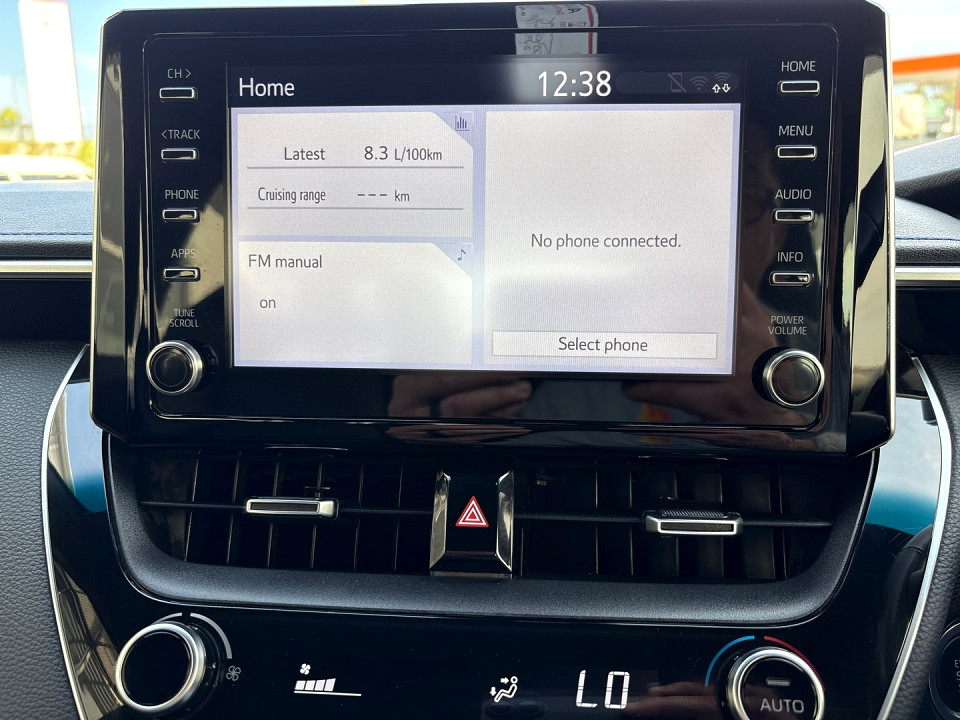 CH >
< TRACK
PHONE
APPS
TUNE
SCROLL
Home
12:38
Latest 8.3 L/100km
Cruising range --- km
FM manual
on
No phone connected.
Select phone
HOME
MENU
AUDIO
INFO
POWER
VOLUME
LO
AUTO